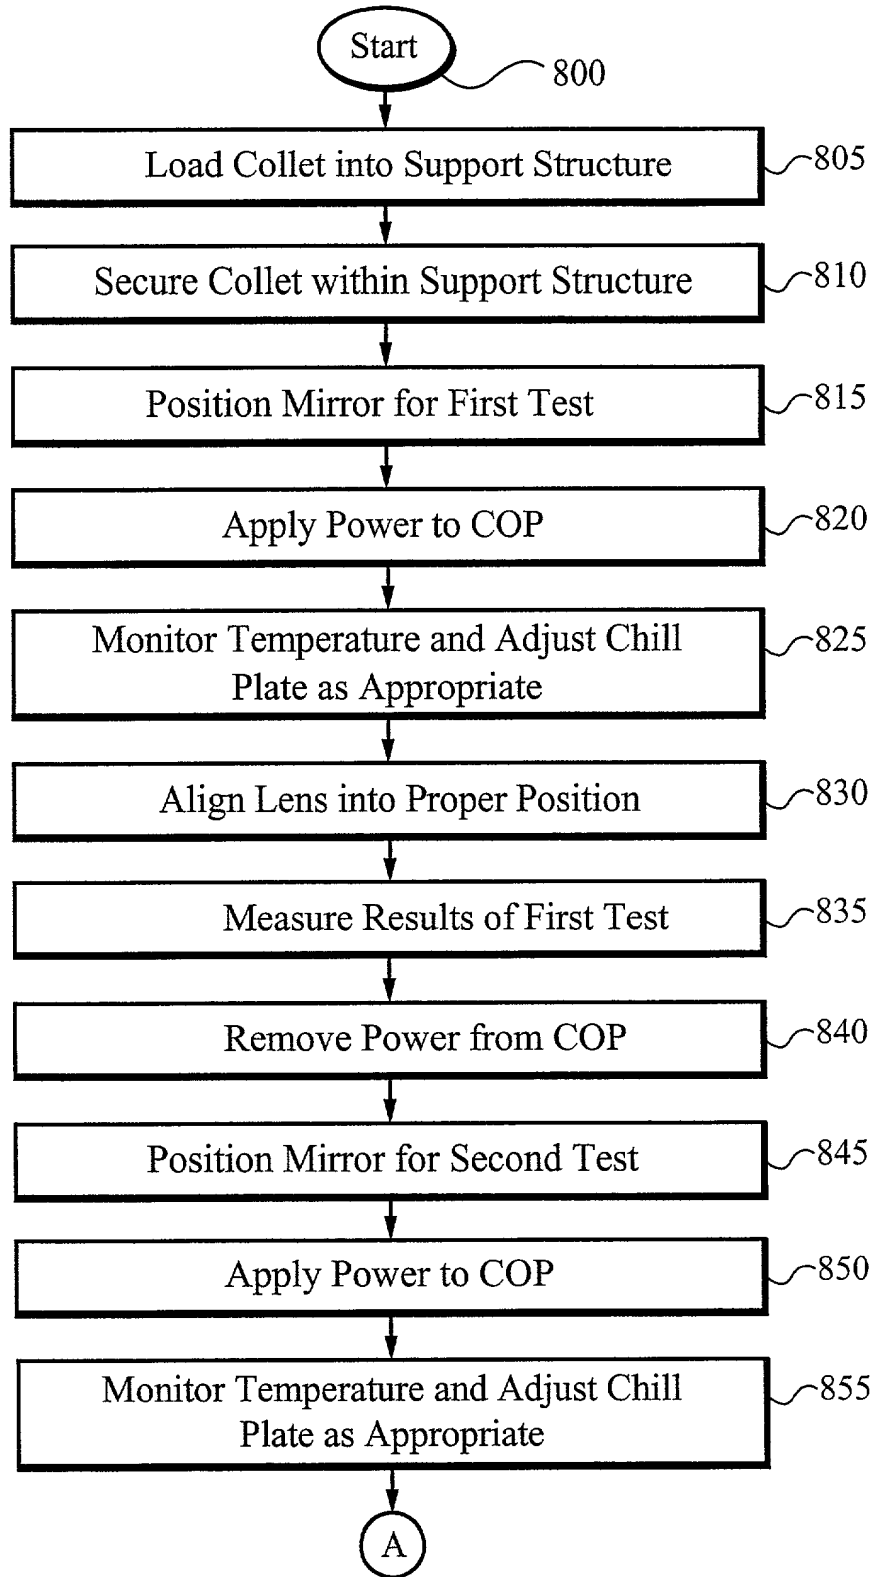 Start
800
Load Collet into Support Structure
805
Secure Collet within Support Structure
810
Position Mirror for First Test
815
Apply Power to COP
820
Monitor Temperature and Adjust Chill
Plate as Appropriate
825
Align Lens into Proper Position
830
Measure Results of First Test
835
Remove Power from COP
840
Position Mirror for Second Test
845
Apply Power to COP
850
Monitor Temperature and Adjust Chill
Plate as Appropriate
855
A